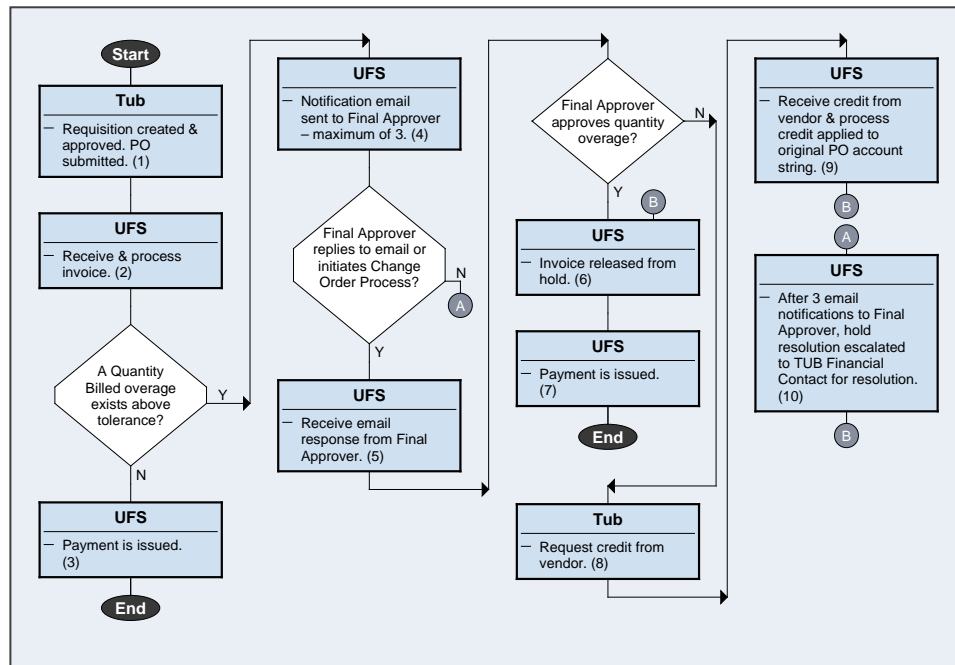 Start
Tub
— Requisition created &
approved. PO
submitted. (1)
UFS
— Receive & process
invoice. (2)
A Quantity
Billed overage
exists above
tolerance?
Y
N
UFS
— Payment is issued.
(3)
End
UFS
— Notification email
sent to Final Approver
– maximum of 3. (4)
Final Approver
replies to email or
initiates Change
Order Process?
N
A
Y
UFS
— Receive email
response from Final
Approver. (5)
Final Approver
approves quantity
overage?
N
Y
B
UFS
— Invoice released from
hold. (6)
UFS
— Payment is issued.
(7)
End
Tub
— Request credit from
vendor. (8)
UFS
— Receive credit from
vendor & process
credit applied to
original PO account
string. (9)
B
A
UFS
— After 3 email
notifications to Final
Approver, hold
resolution escalated
to TUB Financial
Contact for resolution.
(10)
B